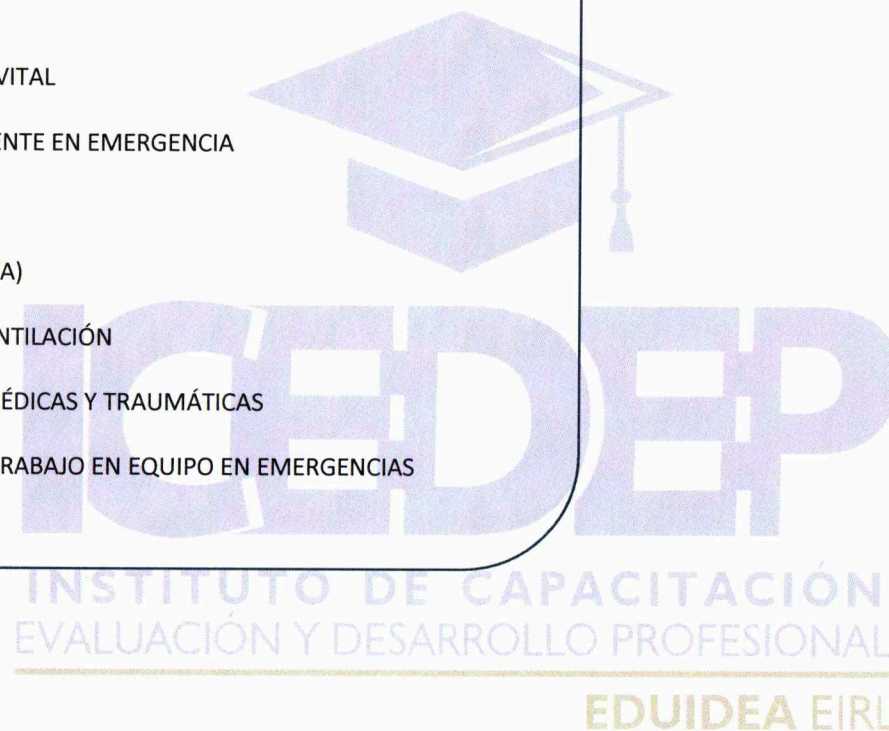 VITAL
ENTE EN EMERGENCIA
A)
NTILACIÓN
ÉDICAS Y TRAUMÁTICAS
RABAJO EN EQUIPO EN EMERGENCIAS
ICEDEP
INSTITUTO DE CAPACITACIÓN
EVALUACIÓN Y DESARROLLO PROFESIONAL
EDUIDEA EIRL